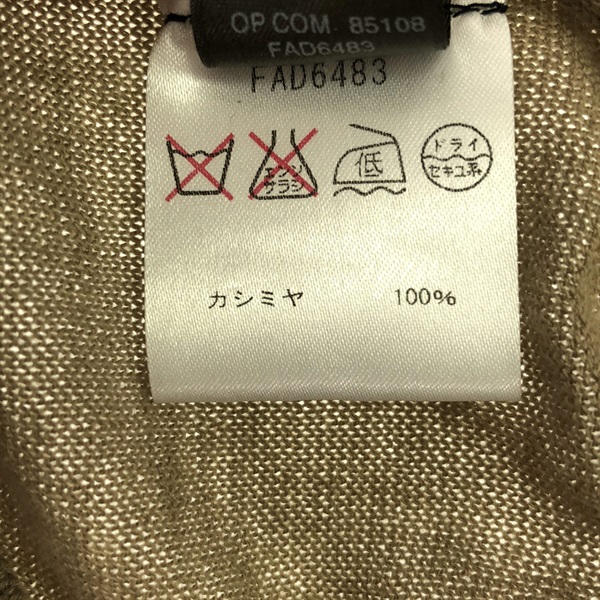 OP COM. 85108
FAD6483
FAD6483
エンソ
サラシ
低
ドライ
セキユ系
カシミヤ 100%